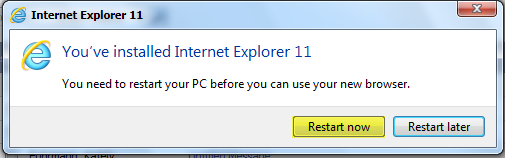 Internet Explorer 11
You've installed Internet Explorer 11
You need to restart your PC before you can use your new browser.
Restart now
Restart later